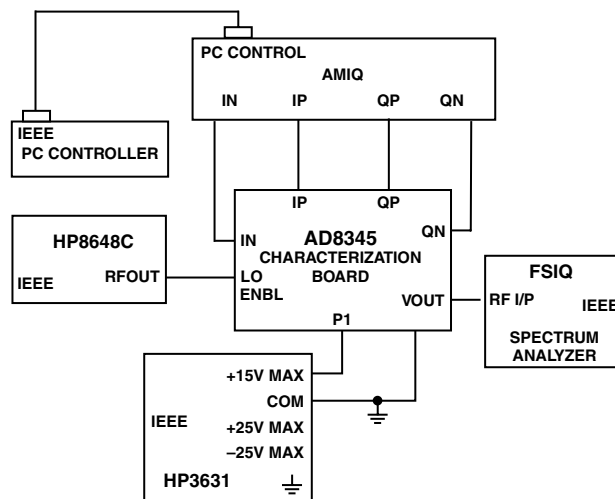 PC CONTROL
AMIQ
IN IP QP QN
IEEE
PC CONTROLLER
HP8648C
RFOUT
IEEE
IP QP
AD8345
CHARACTERIZATION
BOARD
IN
QN
LO
ENBL
VOUT
P1
FSIQ
RF I/P
IEEE
SPECTRUM
ANALYZER
+15V MAX
COM
IEEE
+25V MAX
–25V MAX
HP3631